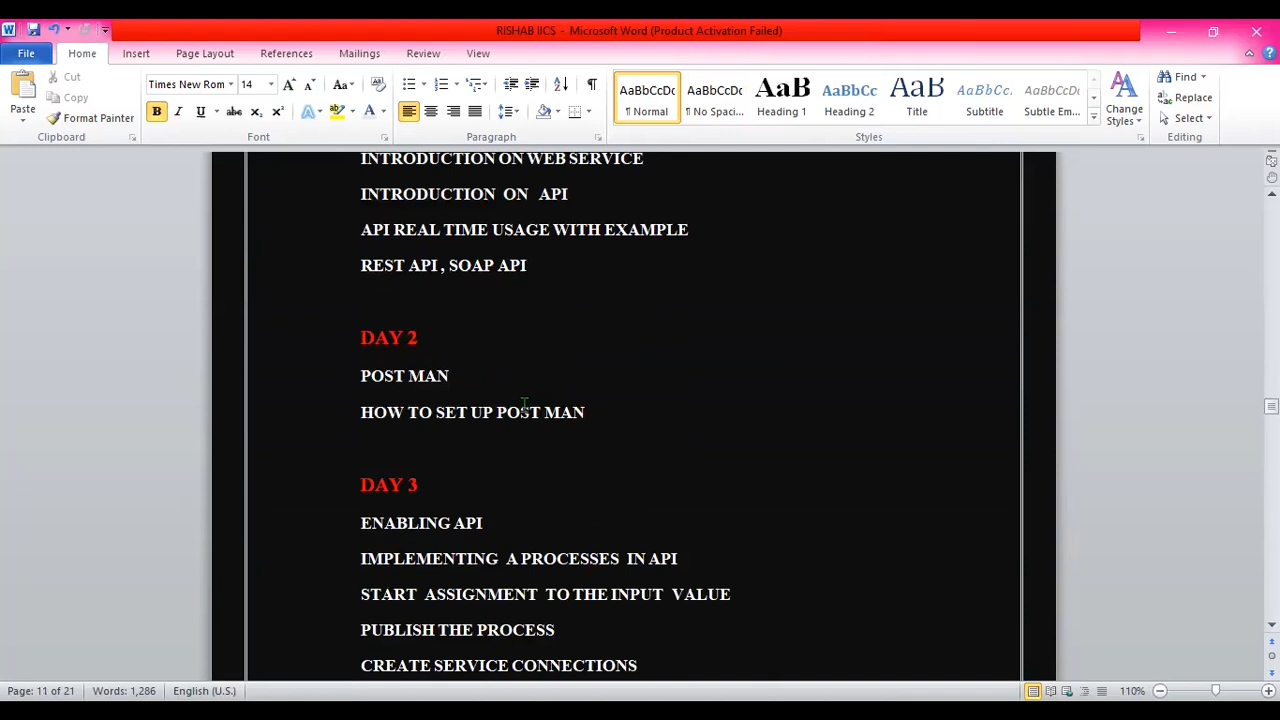 RISHAB IICS - Microsoft Word (Product Activation Failed)
File Home Insert Page Layout References Mailings Review View
Paste
Cut
Copy
Format Painter
Clipboard
Times New Rom 14
Font
Paragraph
AaBbCcDc AaBbCcDc AaB AaBbCc AaB AaBbCc. AaBbCcDc
¶ Normal ¶ No Spaci... Heading 1 Heading 2 Title Subtitle Subtle Em...
Change Styles
Styles
Find
Replace
Select
Editing
INTRODUCTION ON WEB SERVICE
INTRODUCTION ON API
API REAL TIME USAGE WITH EXAMPLE
REST API , SOAP API
DAY 2
POST MAN
HOW TO SET UP POST MAN
DAY 3
ENABLING API
IMPLEMENTING A PROCESSES IN API
START ASSIGNMENT TO THE INPUT VALUE
PUBLISH THE PROCESS
CREATE SERVICE CONNECTIONS
Page: 11 of 21 Words: 1,286 English (U.S.) 110%